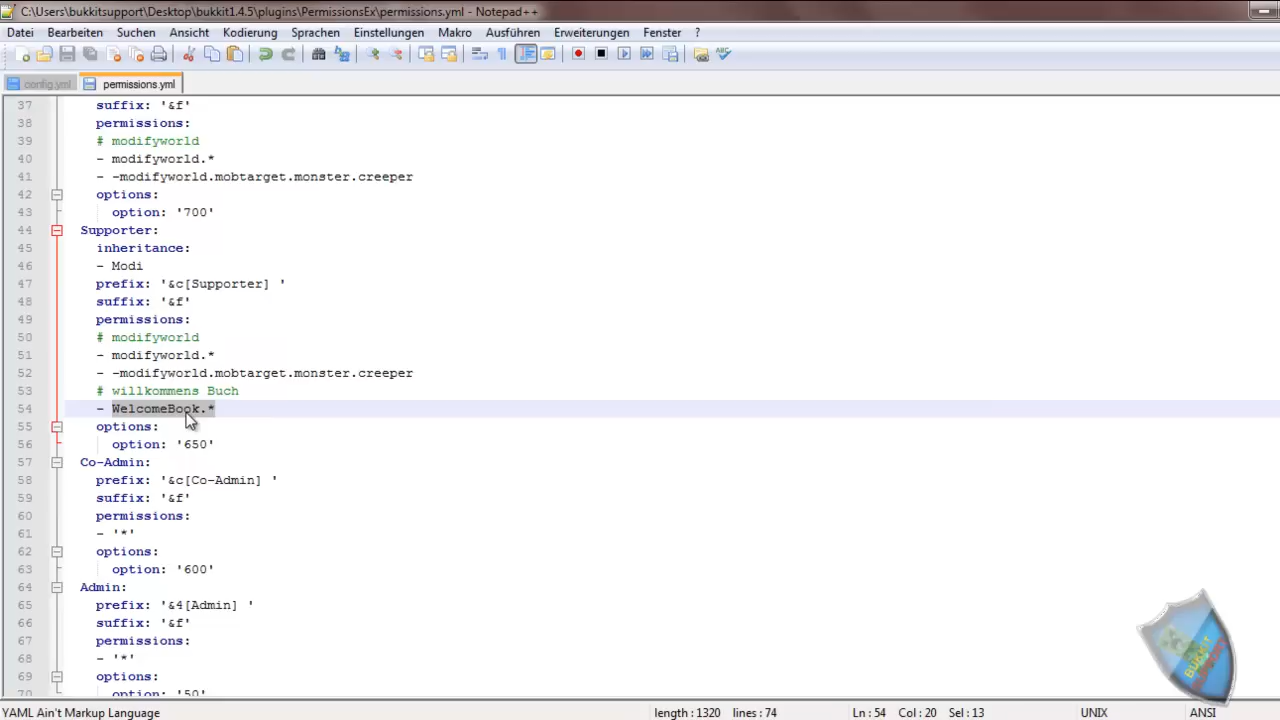 C:\Users\bukkitsupport\Desktop\bukkit1.4.5\plugins\PermissionsEx\permissions.yml - Notepad++
Datei Bearbeiten Suchen Ansicht Kodierung Sprachen Einstellungen Makro Ausführen Erweiterungen Fenster ?
config.yml permissions.yml
37 suffix: '&f'
38 permissions:
39 # modifyworld
40 - modifyworld.*
41 - -modifyworld.mobtarget.monster.creeper
42 options:
43 option: '700'
44 Supporter:
45 inheritance:
46 - Modi
47 prefix: '&c[Supporter] '
48 suffix: '&f'
49 permissions:
50 # modifyworld
51 - modifyworld.*
52 - -modifyworld.mobtarget.monster.creeper
53 # willkommens Buch
54 - WelcomeBook.*
55 options:
56 option: '650'
57 Co-Admin:
58 prefix: '&c[Co-Admin] '
59 suffix: '&f'
60 permissions:
61 - '*'
62 options:
63 option: '600'
64 Admin:
65 prefix: '&4[Admin] '
66 suffix: '&f'
67 permissions:
68 - '*'
69 options:
70 option: '50'
YAML Ain't Markup Language length : 1320 lines : 74 Ln : 54 Col : 20 Sel : 13 UNIX ANSI